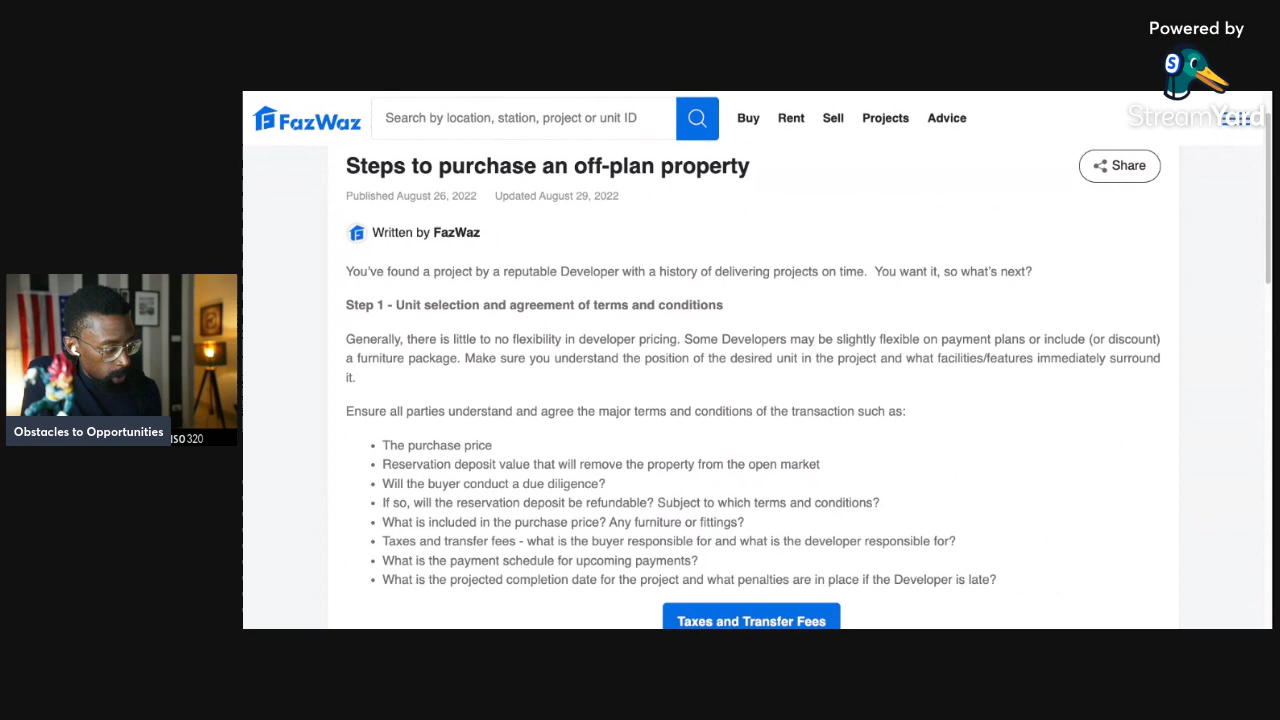 Powered by
S
StreamYard
FazWaz
Search by location, station, project or unit ID
Buy Rent Sell Projects Advice
Steps to purchase an off-plan property
Share
Published August 26, 2022 Updated August 29, 2022
Written by FazWaz
You've found a project by a reputable Developer with a history of delivering projects on time. You want it, so what's next?
Step 1 - Unit selection and agreement of terms and conditions
Generally, there is little to no flexibility in developer pricing. Some Developers may be slightly flexible on payment plans or include (or discount)
a furniture package. Make sure you understand the position of the desired unit in the project and what facilities/features immediately surround
it.
Ensure all parties understand and agree the major terms and conditions of the transaction such as:
• The purchase price
• Reservation deposit value that will remove the property from the open market
• Will the buyer conduct a due diligence?
• If so, will the reservation deposit be refundable? Subject to which terms and conditions?
• What is included in the purchase price? Any furniture or fittings?
• Taxes and transfer fees - what is the buyer responsible for and what is the developer responsible for?
• What is the payment schedule for upcoming payments?
• What is the projected completion date for the project and what penalties are in place if the Developer is late?
Taxes and Transfer Fees
Obstacles to Opportunities
ISO 320